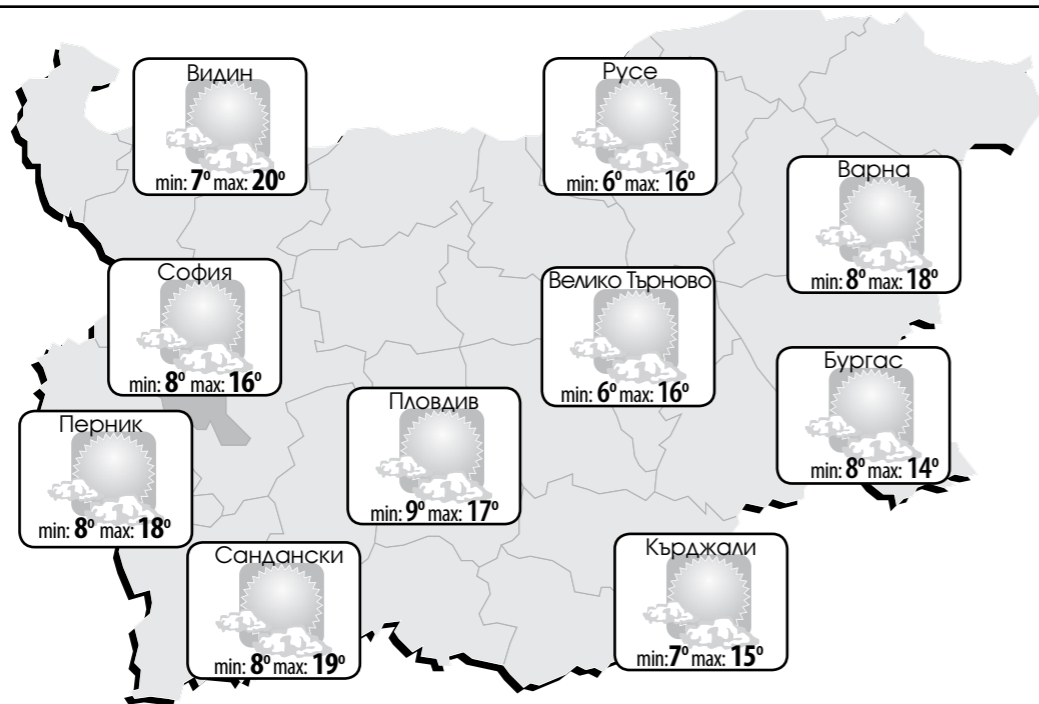 Видин
min: 7º max: 20º
Русе
min: 6º max: 16º
Варна
min: 8º max: 18º
София
min: 8º max: 16º
Велико Търново
min: 6º max: 16º
Бургас
min: 8º max: 14º
Пловдив
min: 9º max: 17º
Перник
min: 8º max: 18º
Сандански
min: 8º max: 19º
Кърджали
min:7º max: 15º